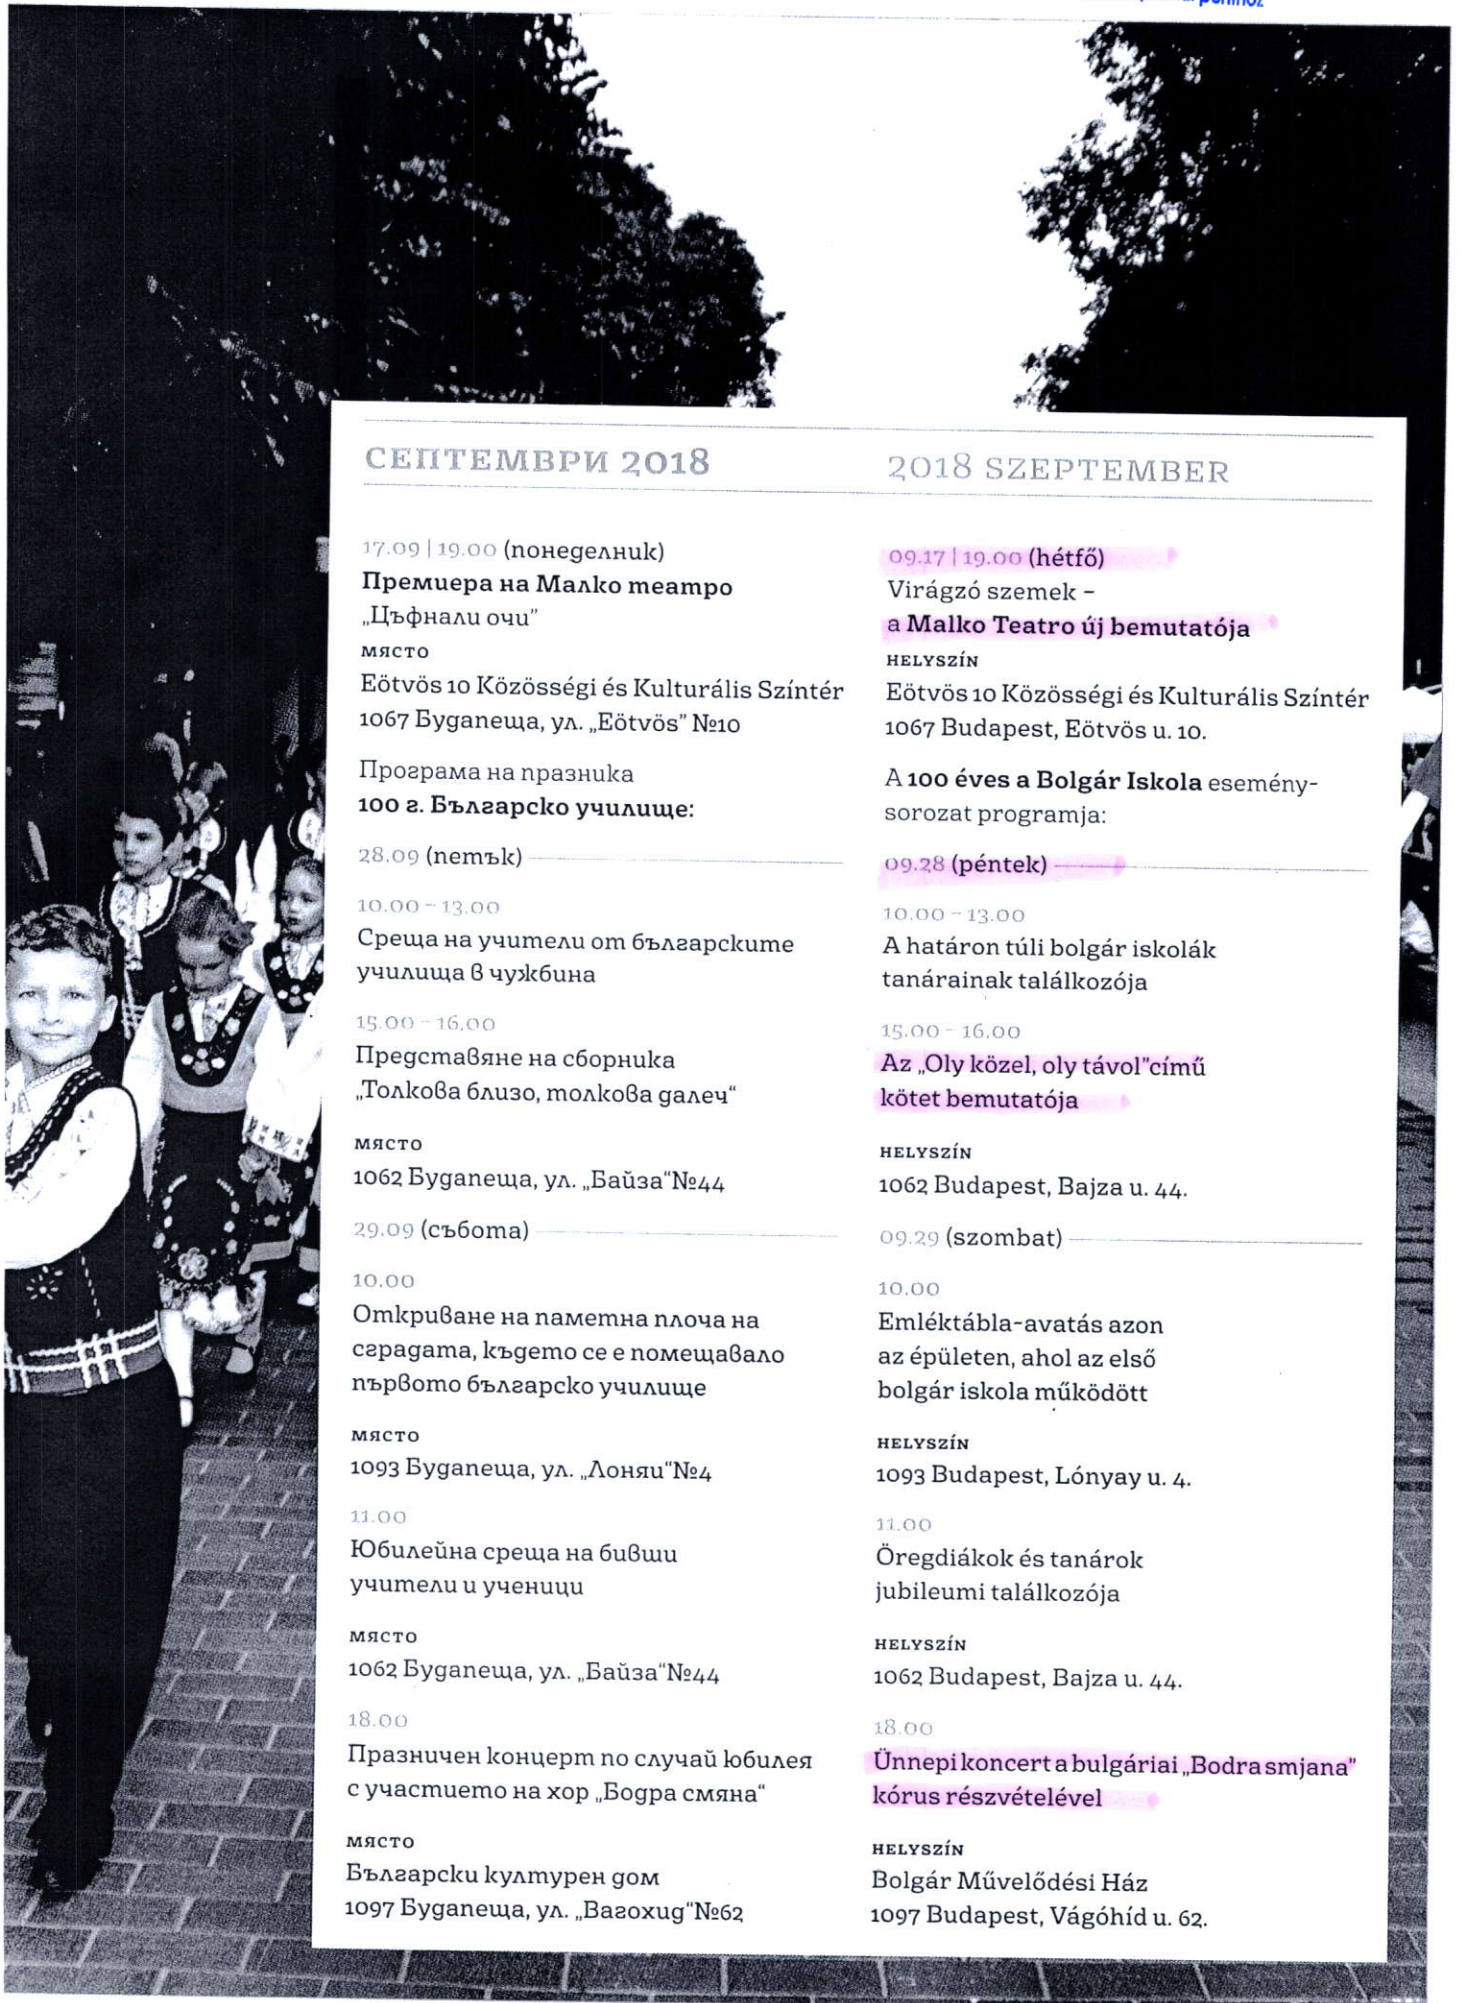 СЕПТЕМВРИ 2018
17.09 | 19.00 (понеделник)
Премиера на Малко театро
„Цъфнали очи”
МЯСТО
Eötvös 10 Közösségi és Kulturális Színtér
1067 Будапеща, ул. „Eötvös” №10
Програма на празника
100 г. Българско училище:
28.09 (петък)
10.00 – 13.00
Среща на учители от българските
училища в чужбина
15.00 – 16.00
Представяне на сборника
„Толкова близо, толкова далеч“
МЯСТО
1062 Будапеща, ул. „Байза“№44
29.09 (събота)
10.00
Откриване на паметна плоча на
сградата, където се е помещавало
първото българско училище
МЯСТО
1093 Будапеща, ул. „Лоняи“№4
11.00
Юбилейна среща на бивши
учители и ученици
МЯСТО
1062 Будапеща, ул. „Байза“№44
18.00
Празничен концерт по случай юбилея
с участието на хор „Бодра смяна“
МЯСТО
Български културен дом
1097 Будапеща, ул. „Вагохид“№62
2018 SZEPTEMBER
09.17 | 19.00 (hétfő)
Virágzó szemek –
a Malko Teatro új bemutatója
HELYSZÍN
Eötvös 10 Közösségi és Kulturális Színtér
1067 Budapest, Eötvös u. 10.
A 100 éves a Bolgár Iskola esemény-
sorozat programja:
09.28 (péntek)
10.00 – 13.00
A határon túli bolgár iskolák
tanárainak találkozója
15.00 – 16.00
Az „Oly közel, oly távol”című
kötet bemutatója
HELYSZÍN
1062 Budapest, Bajza u. 44.
09.29 (szombat)
10.00
Emléktábla-avatás azon
az épületen, ahol az első
bolgár iskola működött
HELYSZÍN
1093 Budapest, Lónyay u. 4.
11.00
Öregdiákok és tanárok
jubileumi találkozója
HELYSZÍN
1062 Budapest, Bajza u. 44.
18.00
Ünnepi koncert a bulgáriai „Bodra smjana”
kórus részvételével
HELYSZÍN
Bolgár Művelődési Ház
1097 Budapest, Vágóhíd u. 62.